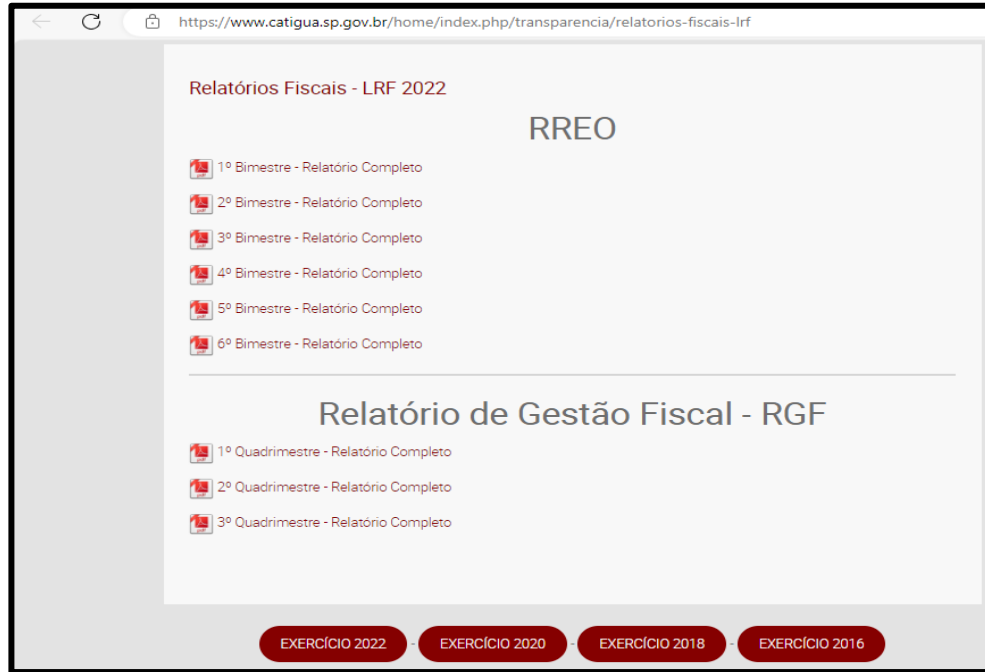 https://www.catigua.sp.gov.br/home/index.php/transparencia/relatorios-fiscais-lrf
Relatórios Fiscais - LRF 2022
RREO
1º Bimestre - Relatório Completo
2º Bimestre - Relatório Completo
3º Bimestre - Relatório Completo
4º Bimestre - Relatório Completo
5º Bimestre - Relatório Completo
6º Bimestre - Relatório Completo
Relatório de Gestão Fiscal - RGF
1º Quadrimestre - Relatório Completo
2º Quadrimestre - Relatório Completo
3º Quadrimestre - Relatório Completo
EXERCÍCIO 2022 - EXERCÍCIO 2020 - EXERCÍCIO 2018 - EXERCÍCIO 2016